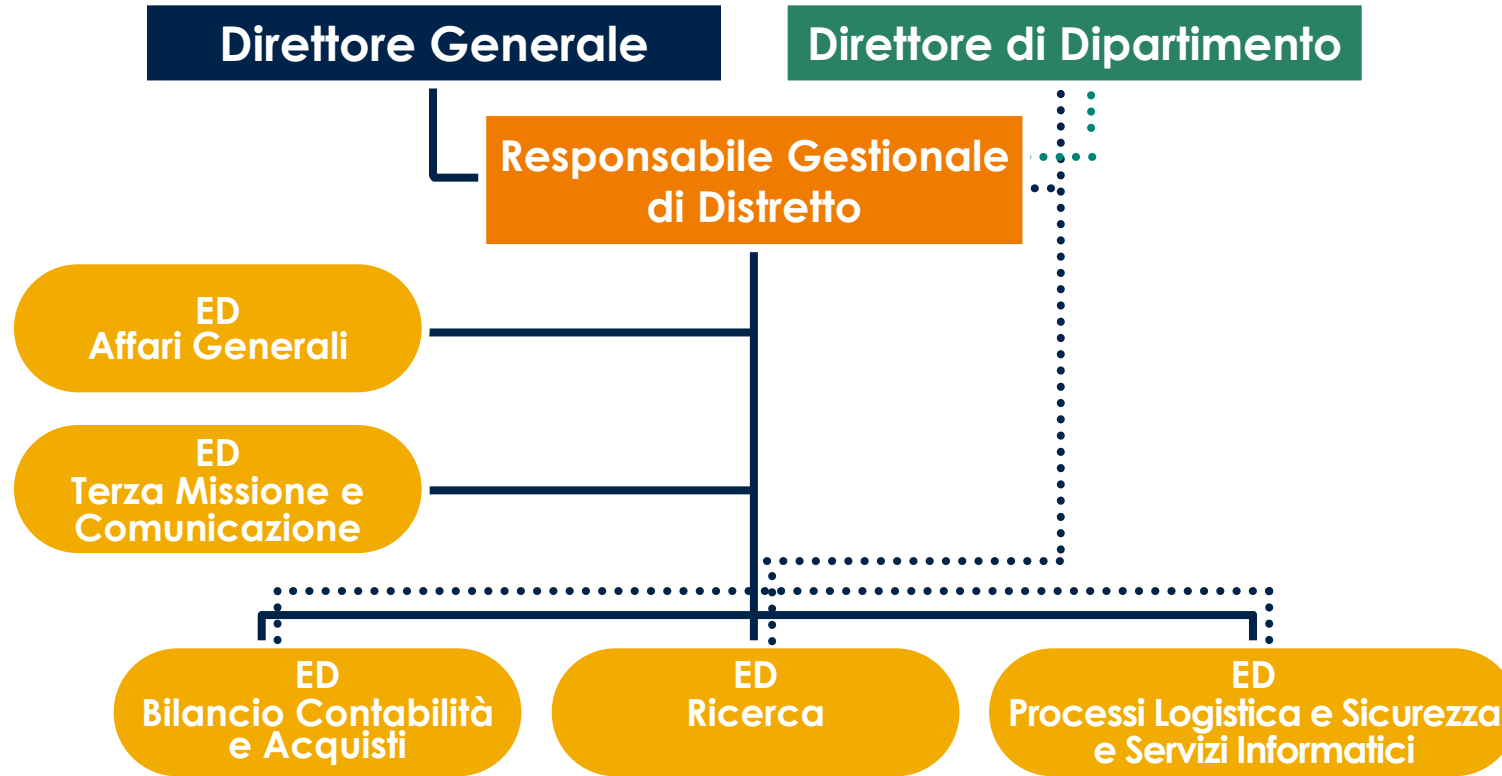 Direttore Generale
Direttore di Dipartimento
Responsabile Gestionale
di Distretto
ED
Affari Generali
ED
Terza Missione e
Comunicazione
ED
Bilancio Contabilità
e Acquisti
ED
Ricerca
ED
Processi Logistica e Sicurezza
e Servizi Informatici